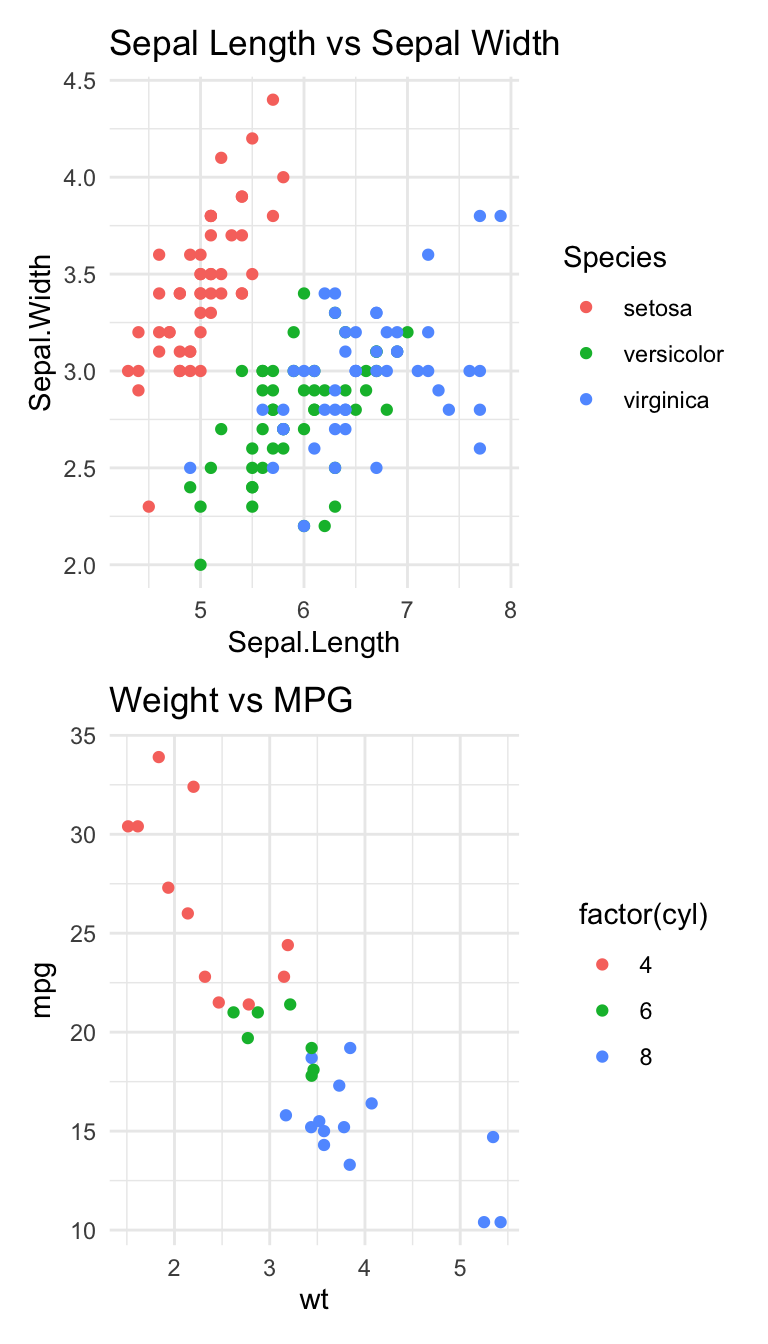 Sepal Length vs Sepal Width
4.5
4.0
3.5
3.0
2.5
2.0
Sepal.Width
5 6 7 8
Sepal.Length
Species
setosa
versicolor
virginica
Weight vs MPG
35
30
25
20
15
10
mpg
2 3 4 5
wt
factor(cyl)
4
6
8